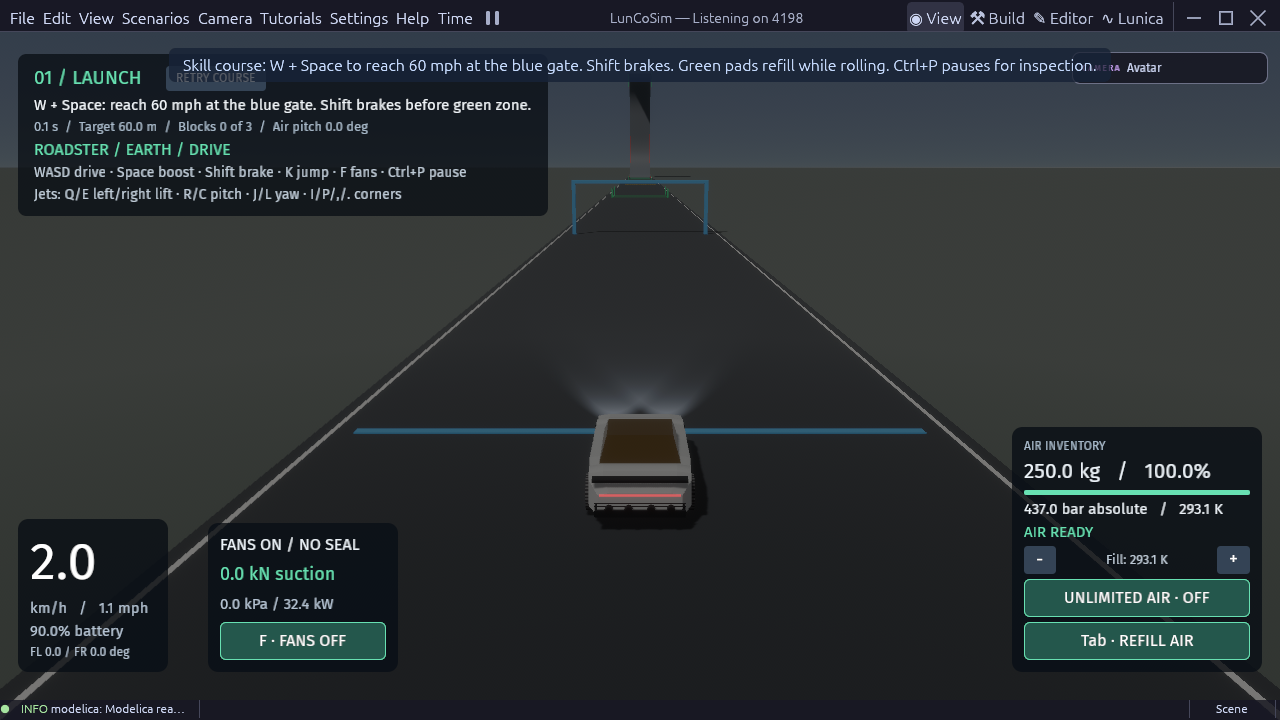 File Edit View Scenarios Camera Tutorials Settings Help Time
LunCoSim — Listening on 4198
View Build Editor Lunica
Skill course: W + Space to reach 60 mph at the blue gate. Shift brakes. Green pads refill while rolling. Ctrl+P pauses for inspection.
Avatar
01 / LAUNCH RETRY COURSE
W + Space: reach 60 mph at the blue gate. Shift brakes before green zone.
0.1 s / Target 60.0 m / Blocks 0 of 3 / Air pitch 0.0 deg
ROADSTER / EARTH / DRIVE
WASD drive · Space boost · Shift brake · K jump · F fans · Ctrl+P pause
Jets: Q/E left/right lift · R/C pitch · J/L yaw · I/P/,/. corners
2.0
km/h / 1.1 mph
90.0% battery
FL 0.0 / FR 0.0 deg
FANS ON / NO SEAL
0.0 kN suction
0.0 kPa / 32.4 kW
F · FANS OFF
AIR INVENTORY
250.0 kg / 100.0%
437.0 bar absolute / 293.1 K
AIR READY
- Fill: 293.1 K +
UNLIMITED AIR · OFF
Tab · REFILL AIR
INFO modelica: Modelica rea...
Scene